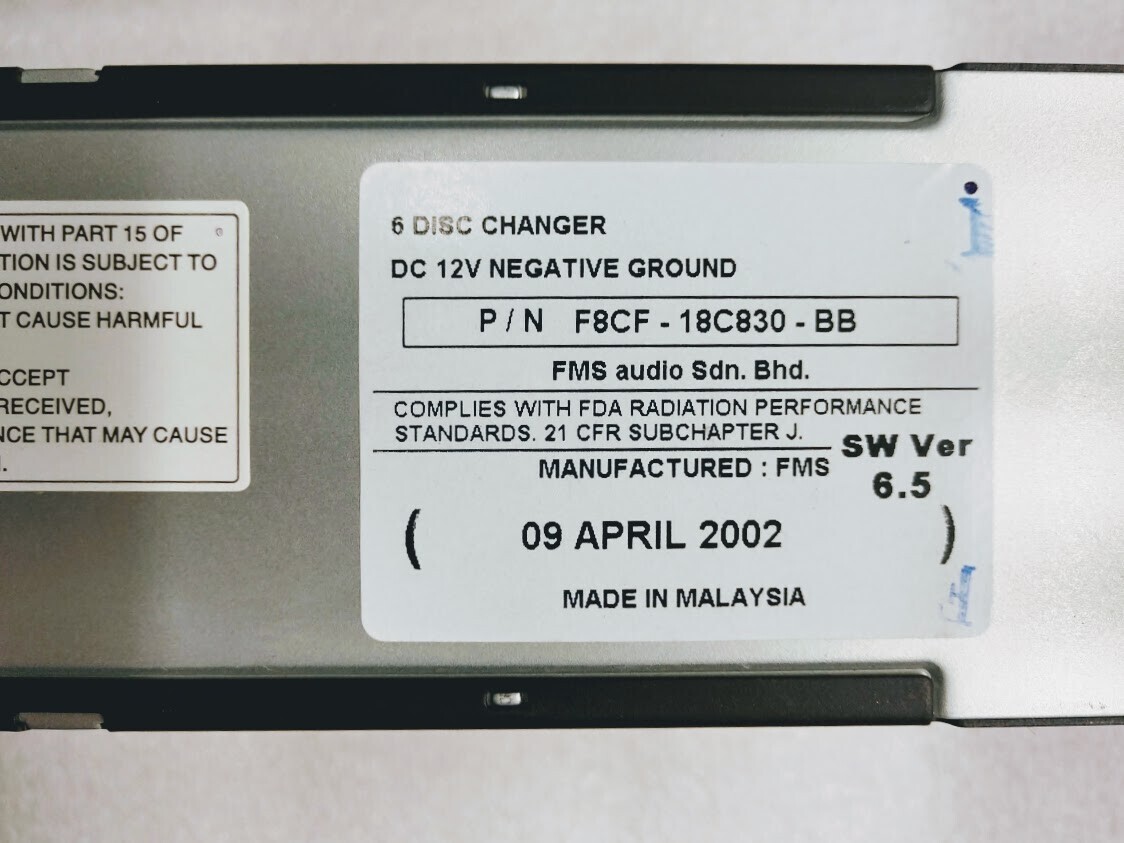 WITH PART 15 OF
TION IS SUBJECT TO
ONDITIONS:
T CAUSE HARMFUL
CCEPT
RECEIVED,
NCE THAT MAY CAUSE
6 DISC CHANGER
DC 12V NEGATIVE GROUND
P / N F8CF - 18C830 - BB
FMS audio Sdn. Bhd.
COMPLIES WITH FDA RADIATION PERFORMANCE
STANDARDS. 21 CFR SUBCHAPTER J.
SW Ver
6.5
MANUFACTURED : FMS
( 09 APRIL 2002 )
MADE IN MALAYSIA